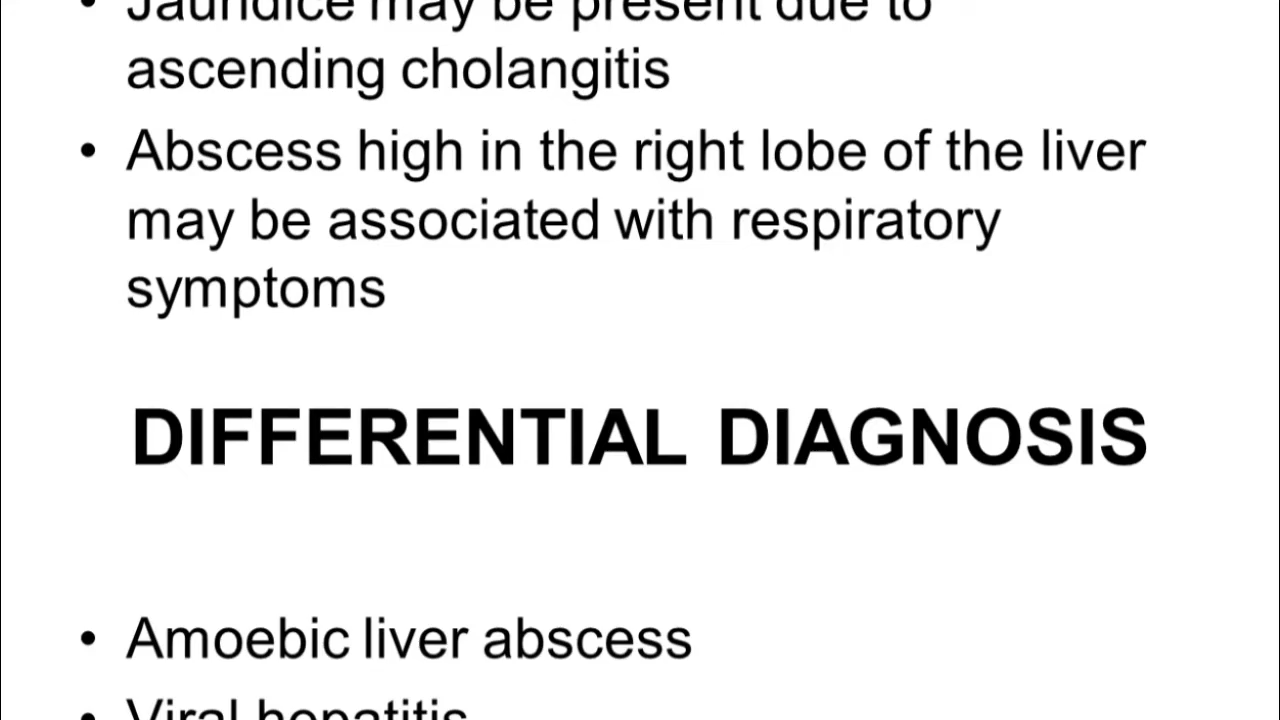 • Jaundice may be present due to
ascending cholangitis
• Abscess high in the right lobe of the liver
may be associated with respiratory
symptoms
DIFFERENTIAL DIAGNOSIS
• Amoebic liver abscess
• Viral hepatitis